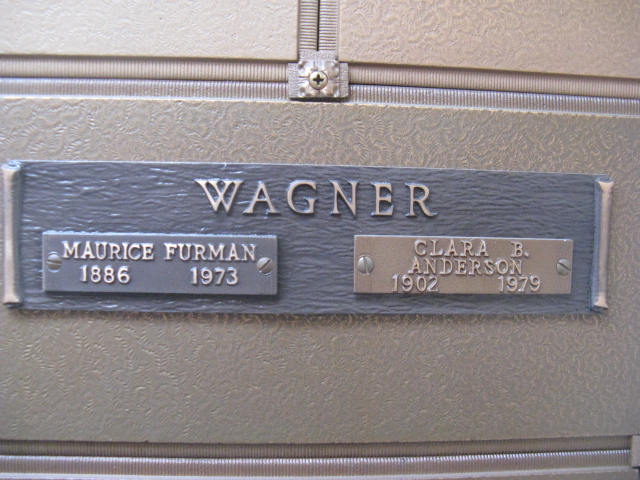 WAGNER
MAURICE FURMAN
1886 1973
CLARA B.
ANDERSON
1902 1979